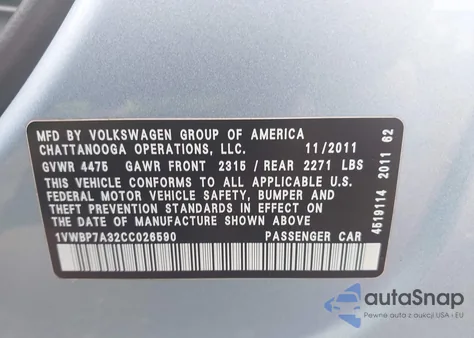 MFD BY VOLKSWAGEN GROUP OF AMERICA
CHATTANOOGA OPERATIONS, LLC. 11/2011
GVWR 4475 GAWR FRONT 2315 / REAR 2271 LBS
THIS VEHICLE CONFORMS TO ALL APPLICABLE U.S.
FEDERAL MOTOR VEHICLE SAFETY, BUMPER AND
THEFT PREVENTION STANDARDS IN EFFECT ON
THE DATE OF MANUFACTURE SHOWN ABOVE.
1VWBP7A32CC026590 PASSENGER CAR
4519114 2011 62
autoSnap
Pewne auta z aukcji USA i EU